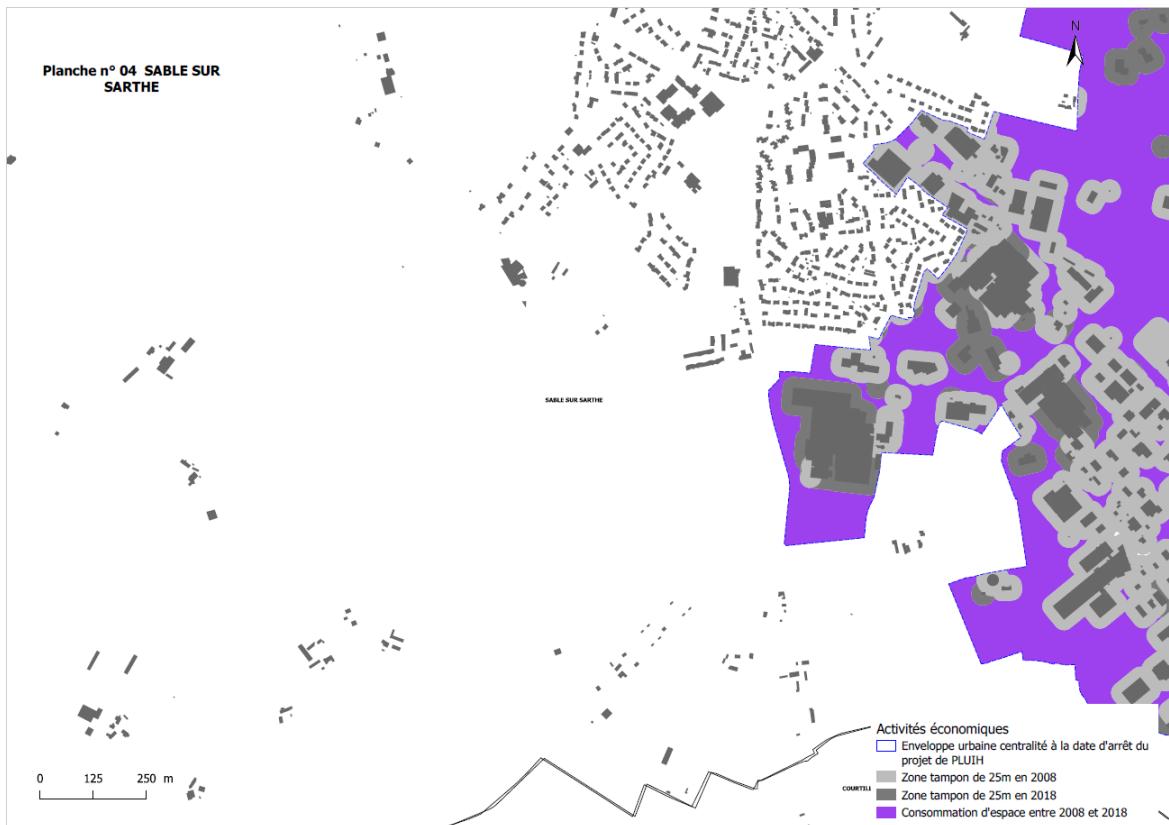 Planche n° 04 SABLE SUR
SARTHE
N
SABLE SUR SARTHE
0 125 250 m
Activités économiques
Enveloppe urbaine centralité à la date d'arrêt du
projet de PLUIH
Zone tampon de 25m en 2008
Zone tampon de 25m en 2018
Consommation d'espace entre 2008 et 2018
COURTILL